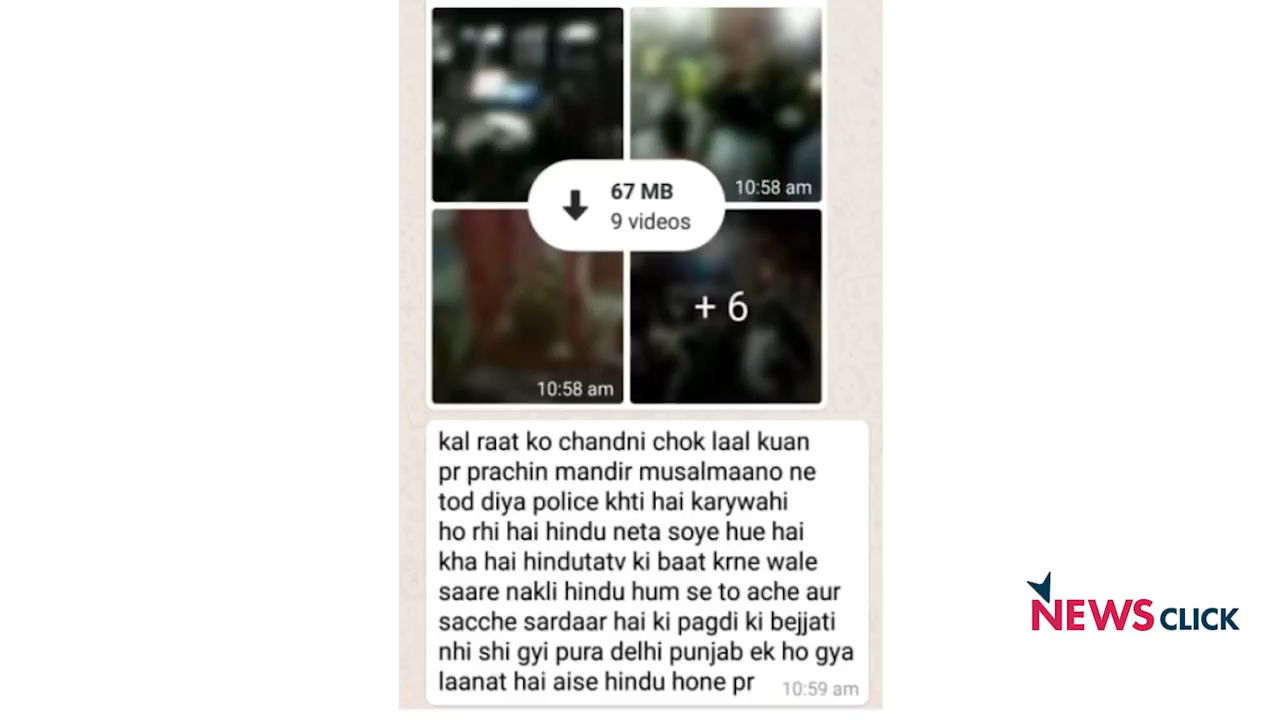 67 MB
9 videos
10:58 am
+ 6
10:58 am
kal raat ko chandni chok laal kuan
pr prachin mandir musalmaano ne
tod diya police khti hai karywahi
ho rhi hai hindu neta soye hue hai
kha hai hindutatv ki baat krne wale
saare nakli hindu hum se to ache aur
sacche sardaar hai ki pagdi ki bejjati
nhi shi gyi pura delhi punjab ek ho gya
laanat hai aise hindu hone pr
10:59 am
NEWSCLICK